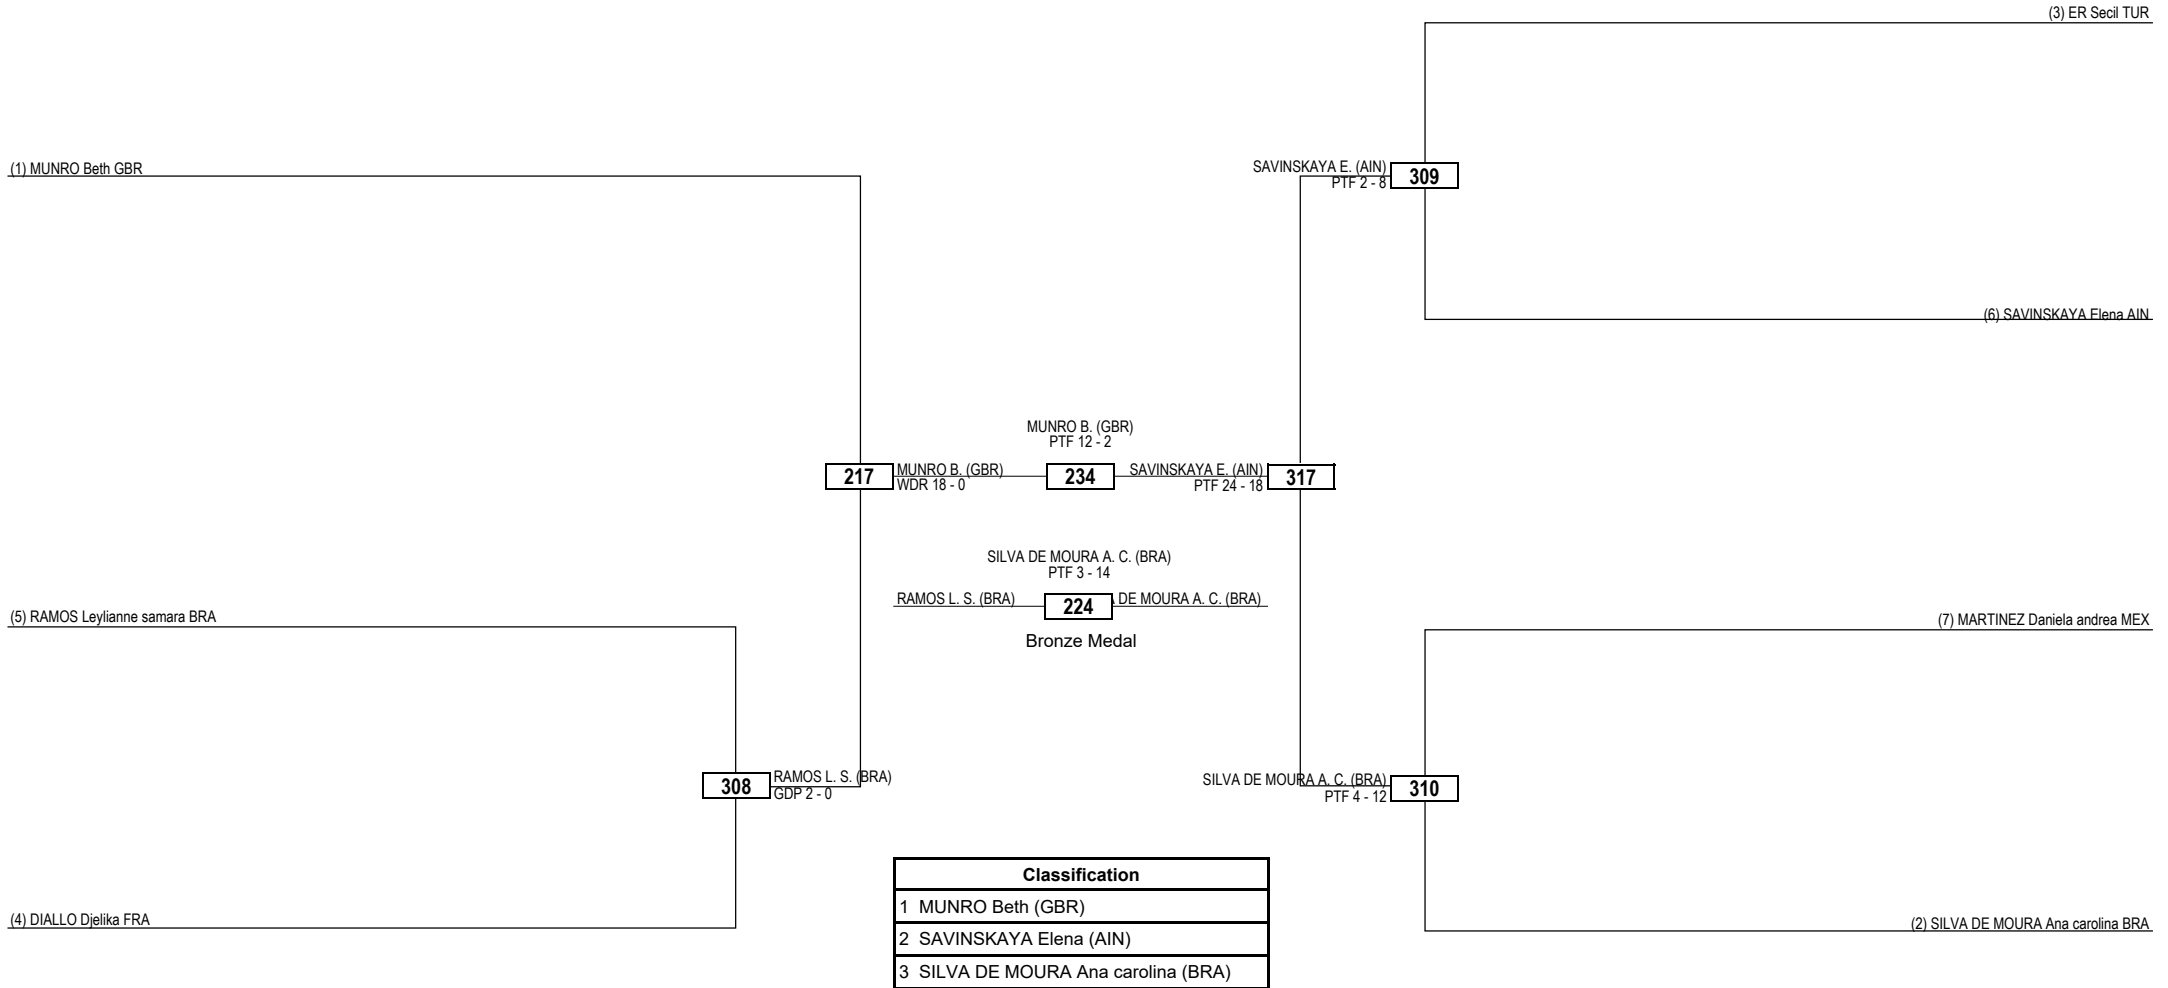 (3) ER Secil TUR
(1) MUNRO Beth GBR
SAVINSKAYA E. (AIN)
PTF 2 - 8
309
(6) SAVINSKAYA Elena AIN
MUNRO B. (GBR)
PTF 12 - 2
217
MUNRO B. (GBR)
WDR 18 - 0
234
SAVINSKAYA E. (AIN)
PTF 24 - 18
317
SILVA DE MOURA A. C. (BRA)
PTF 3 - 14
RAMOS L. S. (BRA)
224
DE MOURA A. C. (BRA)
Bronze Medal
(5) RAMOS Leylianne samara BRA
(7) MARTINEZ Daniela andrea MEX
308
RAMOS L. S. (BRA)
GDP 2 - 0
SILVA DE MOURA A. C. (BRA)
PTF 4 - 12
310
(4) DIALLO Djelika FRA
(2) SILVA DE MOURA Ana carolina BRA
Classification
1 MUNRO Beth (GBR)
2 SAVINSKAYA Elena (AIN)
3 SILVA DE MOURA Ana carolina (BRA)